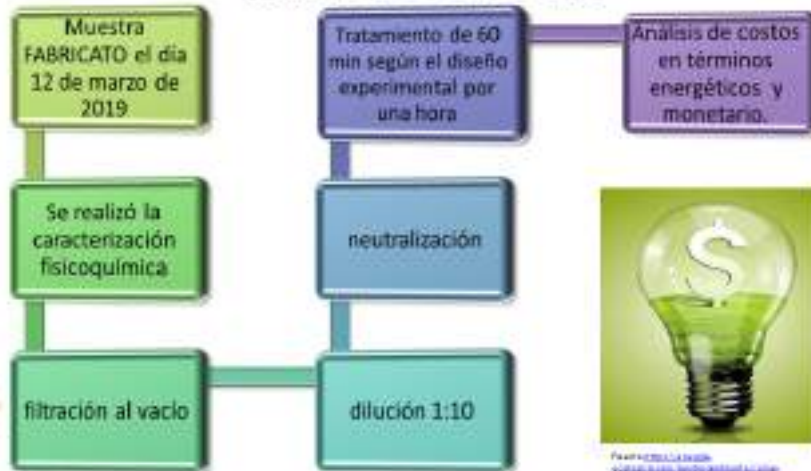 Muestra
FABRICATO el día
12 de marzo de
2019
Se realizó la
caracterización
fisicoquímica
filtración al vacío
dilución 1:10
neutralización
Tratamiento de 60
min según el diseño
experimental por
una hora
Análisis de costos
en términos
energéticos y
monetario.
$